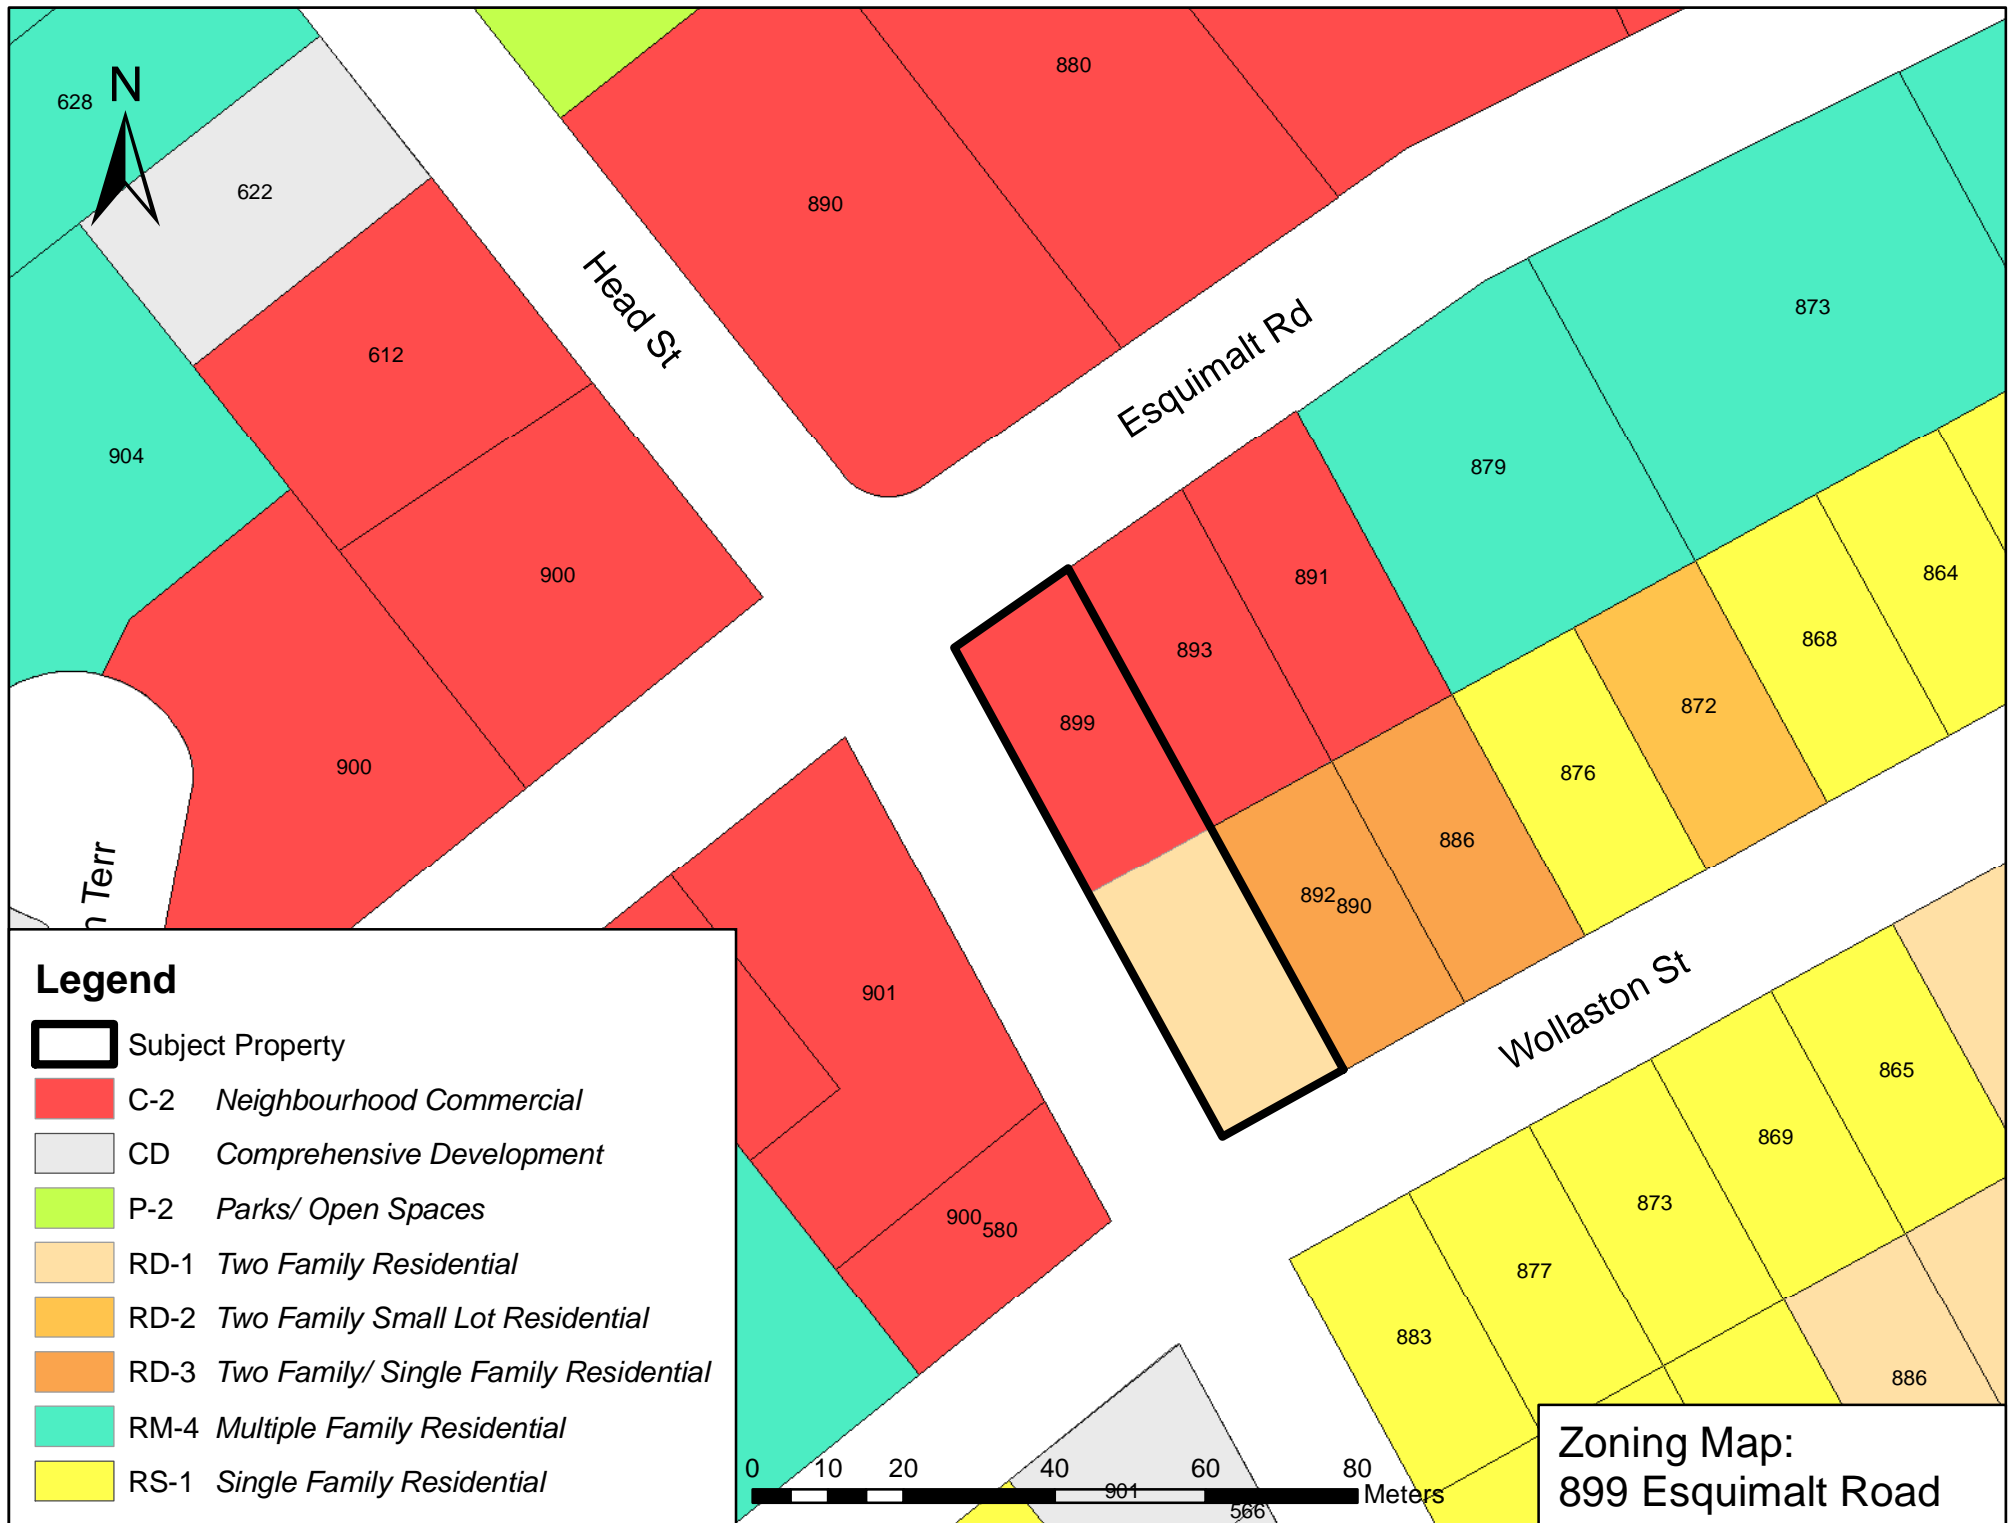 880
628
N
622
890
Head St
Esquimalt Rd
873
612
904
879
900
891
864
868
893
899
872
900
876
886
892
890
n Terr
Wollaston St
901
865
869
873
900
580
877
883
886
Legend
Subject Property
C-2 Neighbourhood Commercial
CD Comprehensive Development
P-2 Parks/ Open Spaces
RD-1 Two Family Residential
RD-2 Two Family Small Lot Residential
RD-3 Two Family/ Single Family Residential
RM-4 Multiple Family Residential
RS-1 Single Family Residential
0 10 20 40 60 80
Meters
901
566
Zoning Map:
899 Esquimalt Road